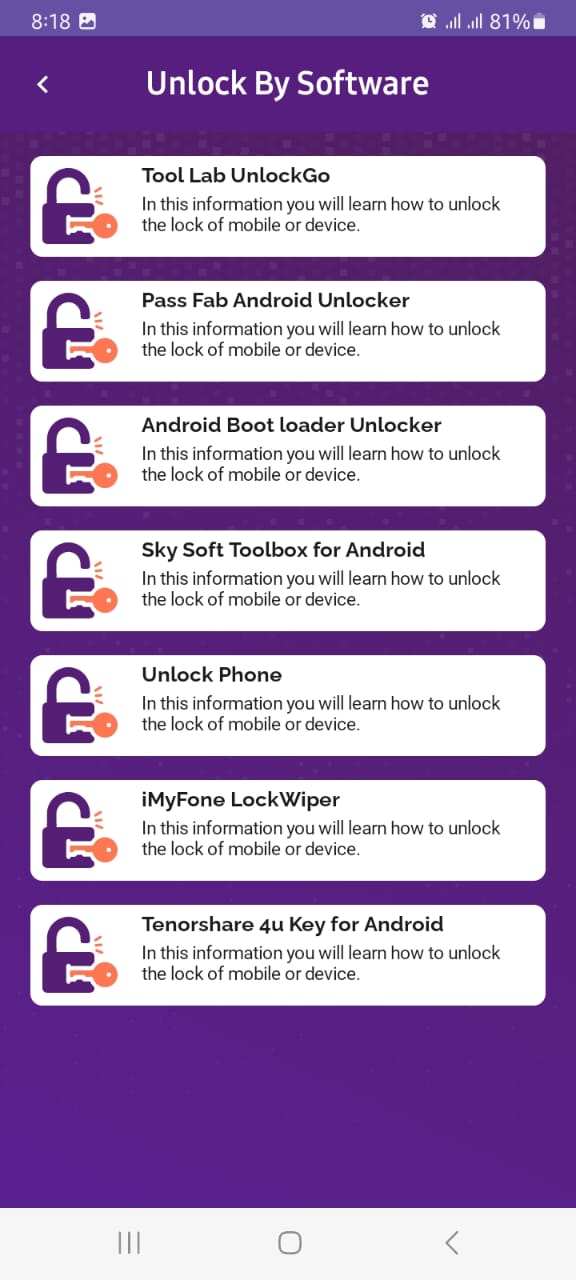 8:18 81%
Unlock By Software
Tool Lab UnlockGo
In this information you will learn how to unlock
the lock of mobile or device.
Pass Fab Android Unlocker
In this information you will learn how to unlock
the lock of mobile or device.
Android Boot loader Unlocker
In this information you will learn how to unlock
the lock of mobile or device.
Sky Soft Toolbox for Android
In this information you will learn how to unlock
the lock of mobile or device.
Unlock Phone
In this information you will learn how to unlock
the lock of mobile or device.
iMyFone LockWiper
In this information you will learn how to unlock
the lock of mobile or device.
Tenorshare 4u Key for Android
In this information you will learn how to unlock
the lock of mobile or device.